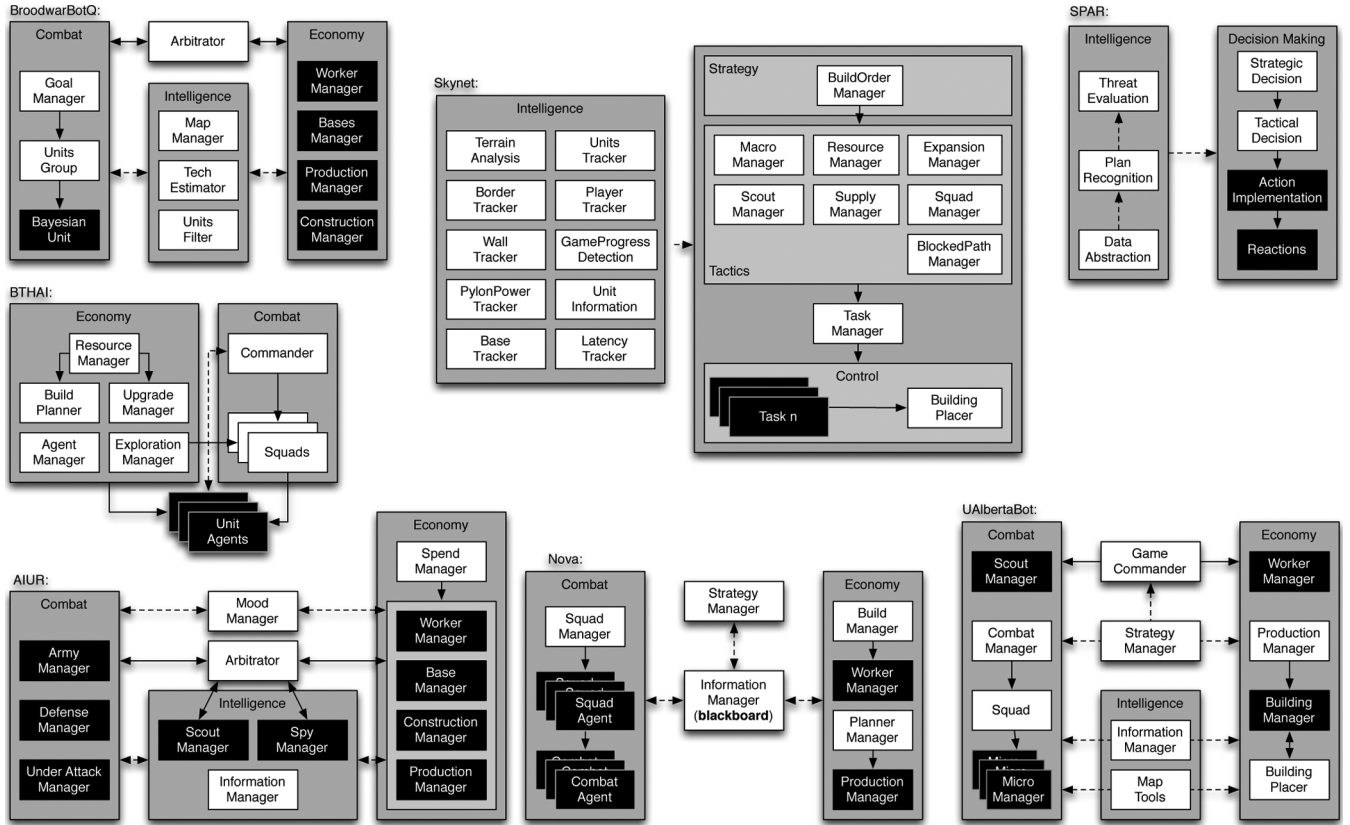 BroodwarBotQ:
Combat
Arbitrator
Economy
Goal
Manager
Units
Group
Bayesian
Unit
Intelligence
Map
Manager
Tech
Estimator
Units
Filter
Worker
Manager
Bases
Manager
Production
Manager
Construction
Manager
Skynet:
Intelligence
Terrain
Analysis
Units
Tracker
Border
Tracker
Player
Tracker
Wall
Tracker
GameProgress
Detection
PylonPower
Tracker
Unit
Information
Base
Tracker
Latency
Tracker
Strategy
BuildOrder
Manager
Macro
Manager
Resource
Manager
Expansion
Manager
Scout
Manager
Supply
Manager
Squad
Manager
BlockedPath
Manager
Tactics
Task
Manager
Control
Task n
Building
Placer
SPAR:
Intelligence
Threat
Evaluation
Plan
Recognition
Data
Abstraction
Decision Making
Strategic
Decision
Tactical
Decision
Action
Implementation
Reactions
BTHAI:
Economy
Resource
Manager
Build
Planner
Upgrade
Manager
Agent
Manager
Exploration
Manager
Combat
Commander
Squads
Unit
Agents
AIUR:
Combat
Army
Manager
Defense
Manager
Under Attack
Manager
Mood
Manager
Arbitrator
Intelligence
Scout
Manager
Spy
Manager
Information
Manager
Economy
Spend
Manager
Worker
Manager
Base
Manager
Construction
Manager
Production
Manager
Nova:
Combat
Squad
Manager
Squad
Agent
Combat
Agent
Strategy
Manager
Information
Manager
(blackboard)
Economy
Build
Manager
Worker
Manager
Planner
Manager
Production
Manager
UAlbertaBot:
Combat
Scout
Manager
Combat
Manager
Squad
Micro
Manager
Game
Commander
Strategy
Manager
Intelligence
Information
Manager
Map
Tools
Economy
Worker
Manager
Production
Manager
Building
Manager
Building
Placer